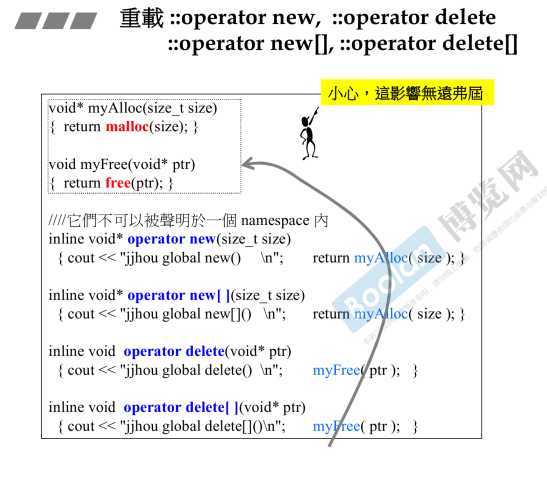 重載 ::operator new, ::operator delete
::operator new[], ::operator delete[]
小心，這影響無遠弗屆
void* myAlloc(size_t size)
{ return malloc(size); }
void myFree(void* ptr)
{ return free(ptr); }
////它們不可以被聲明於一個 namespace 內
inline void* operator new(size_t size)
{ cout << "jjhou global new() \n"; return myAlloc( size ); }
inline void* operator new[ ](size_t size)
{ cout << "jjhou global new[]() \n"; return myAlloc( size ); }
inline void operator delete(void* ptr)
{ cout << "jjhou global delete() \n"; myFree( ptr ); }
inline void operator delete[ ](void* ptr)
{ cout << "jjhou global delete[]()\n"; myFree( ptr ); }
Boolan 博览网